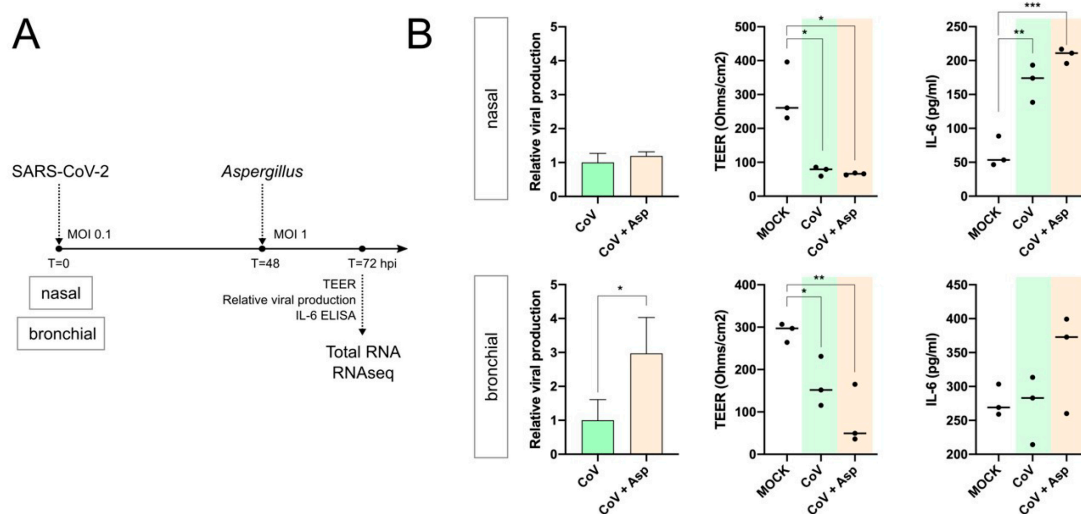 A
SARS-CoV-2
Aspergillus
MOI 0.1
MOI 1
T=0
T=48
T=72 hpi
nasal
bronchial
TEER
Relative viral production
IL-6 ELISA
Total RNA
RNAseq
B
nasal
Relative viral production
5
4
3
2
1
0
CoV
CoV + Asp
TEER (Ohms/cm2)
500
400
300
200
100
0
*
*
MOCK
CoV
CoV + Asp
IL-6 (pg/ml)
250
200
150
100
50
0
***
**
MOCK
CoV
CoV + Asp
bronchial
Relative viral production
5
4
3
2
1
0
*
CoV
CoV + Asp
TEER (Ohms/cm2)
400
300
200
100
0
**
*
MOCK
CoV
CoV + Asp
IL-6 (pg/ml)
450
400
350
300
250
200
MOCK
CoV
CoV + Asp